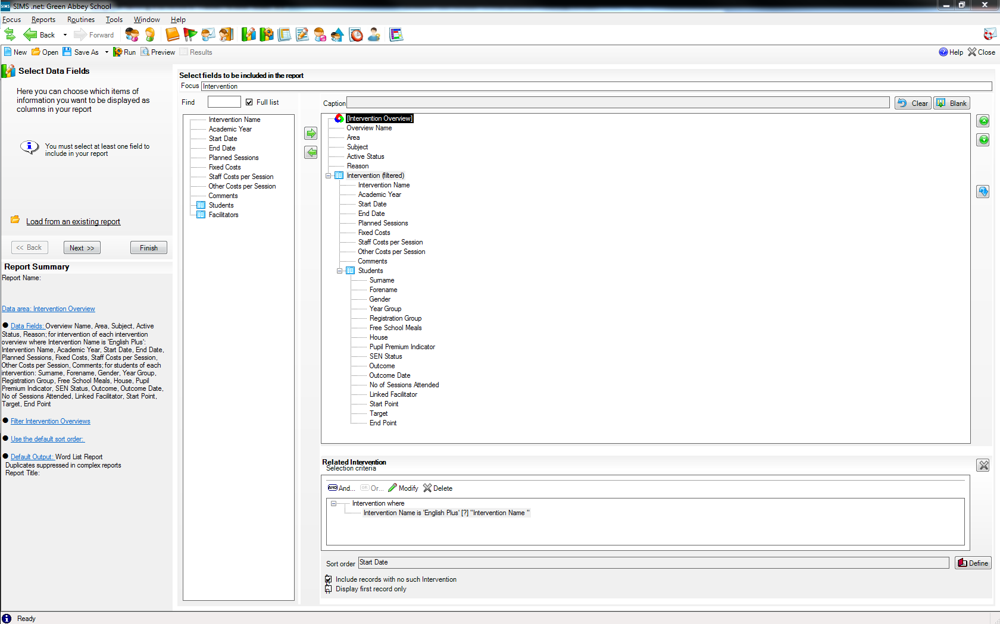 SIMS .net: Green Abbey School
Focus Reports Routines Tools Window Help
Back Forward
New Open Save As Run Preview Results Help Close
Select Data Fields
Here you can choose which items of
information you want to be displayed as
columns in your report
You must select at least one field to
include in your report
Load from an existing report
<< Back Next >> Finish
Report Summary
Report Name:
Data area: Intervention Overview
Data Fields: Overview Name, Area, Subject, Active
Status, Reason; for intervention of each intervention
overview where Intervention Name is 'English Plus':
Intervention Name, Academic Year, Start Date, End Date,
Planned Sessions, Fixed Costs, Staff Costs per Session,
Other Costs per Session, Comments; for students of each
intervention: Surname, Forename, Gender, Year Group,
Registration Group, Free School Meals, House, Pupil
Premium Indicator, SEN Status, Outcome, Outcome Date,
No of Sessions Attended, Linked Facilitator, Start Point,
Target, End Point
Filter Intervention Overviews
Use the default sort order:
Default Output: Word List Report
Duplicates suppressed in complex reports
Report Title:
Select fields to be included in the report
Focus Intervention
Find Full list
Intervention Name
Academic Year
Start Date
End Date
Planned Sessions
Fixed Costs
Staff Costs per Session
Other Costs per Session
Comments
Students
Facilitators
Caption Clear Blank
[Intervention Overview]
Overview Name
Area
Subject
Active Status
Reason
Intervention (filtered)
Intervention Name
Academic Year
Start Date
End Date
Planned Sessions
Fixed Costs
Staff Costs per Session
Other Costs per Session
Comments
Students
Surname
Forename
Gender
Year Group
Registration Group
Free School Meals
House
Pupil Premium Indicator
SEN Status
Outcome
Outcome Date
No of Sessions Attended
Linked Facilitator
Start Point
Target
End Point
Related Intervention
Selection criteria
AND And... OR Or... Modify Delete
Intervention where
Intervention Name is 'English Plus' [?] "Intervention Name "
Sort order Start Date Define
Include records with no such Intervention
Display first record only
Ready